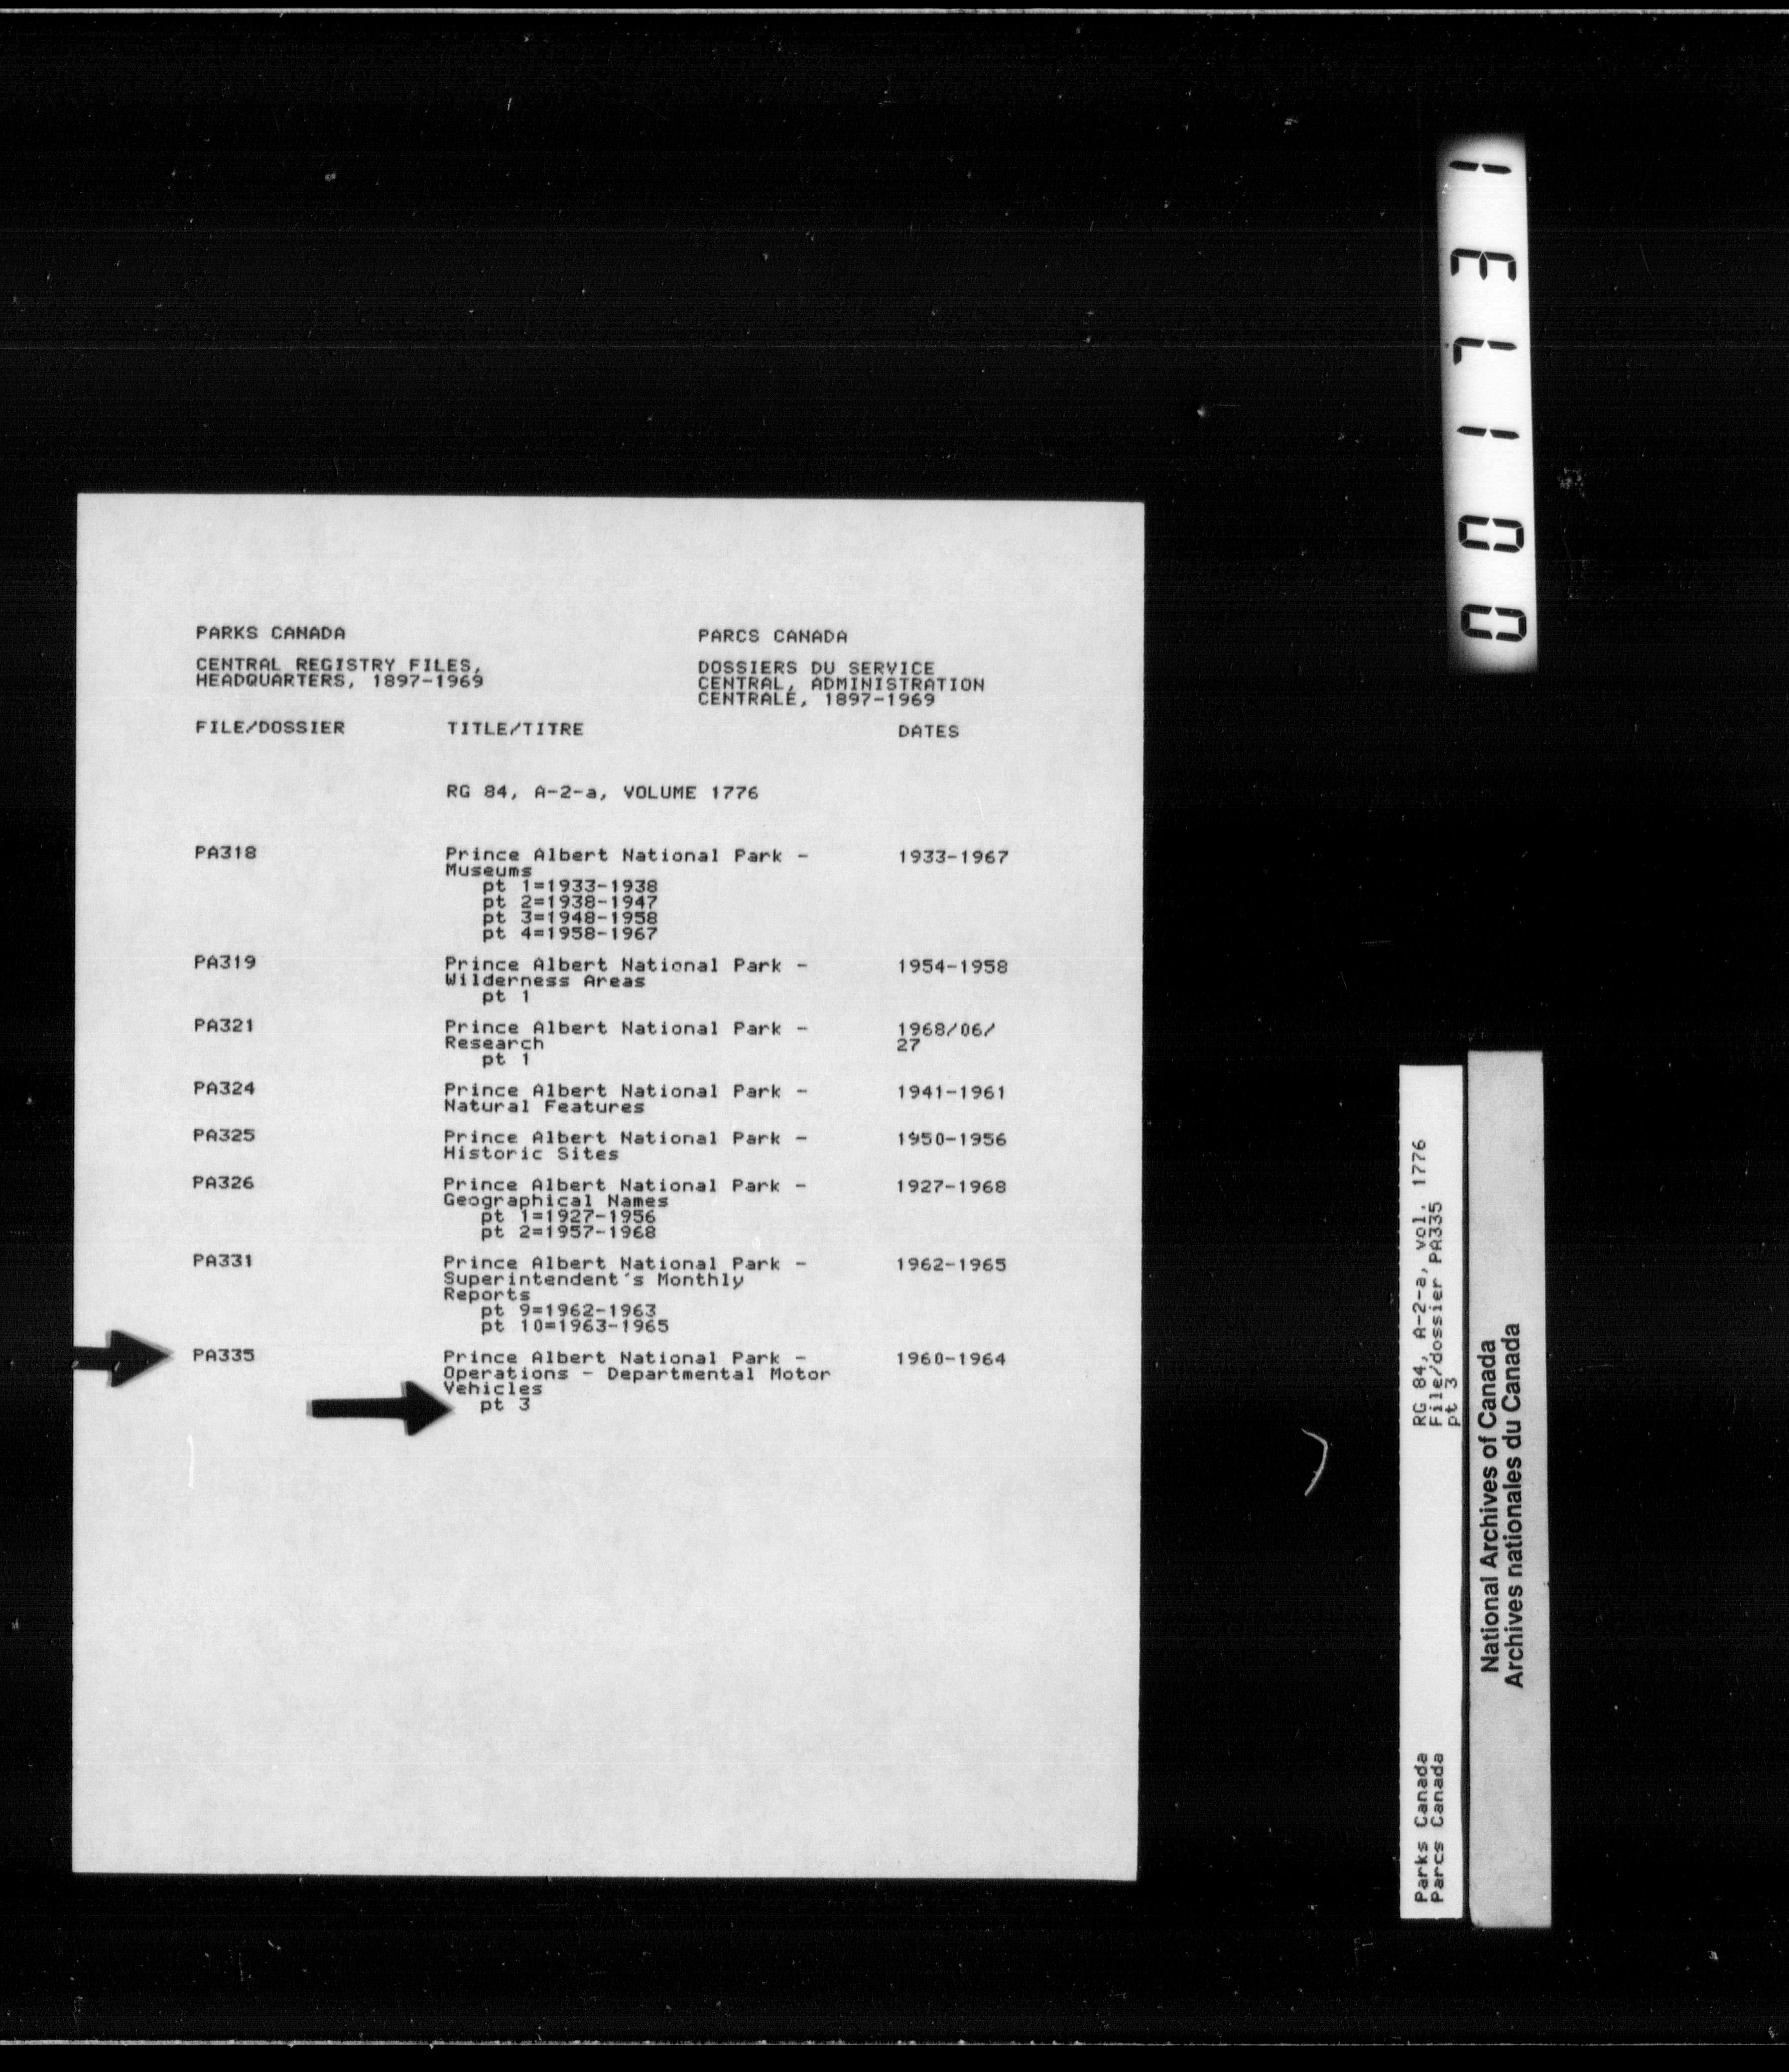 PARKS CANADA
PARCS CANADA
CENTRAL REGISTRY FILES,
HEADQUARTERS, 1897-1969
DOSSIERS DU SERVICE
CENTRAL, ADMINISTRATION
CENTRALE, 1897-1969
FILE/DOSSIER TITLE/TITRE DATES
RG 84, A-2-a, VOLUME 1776
PA318 Prince Albert National Park - 1933-1967
Museums
pt 1=1933-1938
pt 2=1938-1947
pt 3=1948-1958
pt 4=1958-1967
PA319 Prince Albert National Park - 1954-1958
Wilderness Areas
pt 1
PA321 Prince Albert National Park - 1968/06/
Research 27
pt 1
PA324 Prince Albert National Park - 1941-1961
Natural Features
PA325 Prince Albert National Park - 1950-1956
Historic Sites
PA326 Prince Albert National Park - 1927-1968
Geographical Names
pt 1=1927-1956
pt 2=1957-1968
PA331 Prince Albert National Park - 1962-1965
Superintendent's Monthly
Reports
pt 9=1962-1963
pt 10=1963-1965
PA335 Prince Albert National Park - 1960-1964
Operations - Departmental Motor
Vehicles
pt 3
001731
Parks Canada
Parcs Canada
RG 84, A-2-a, vol. 1776
File/dossier PA335
pt 3
National Archives of Canada
Archives nationales du Canada